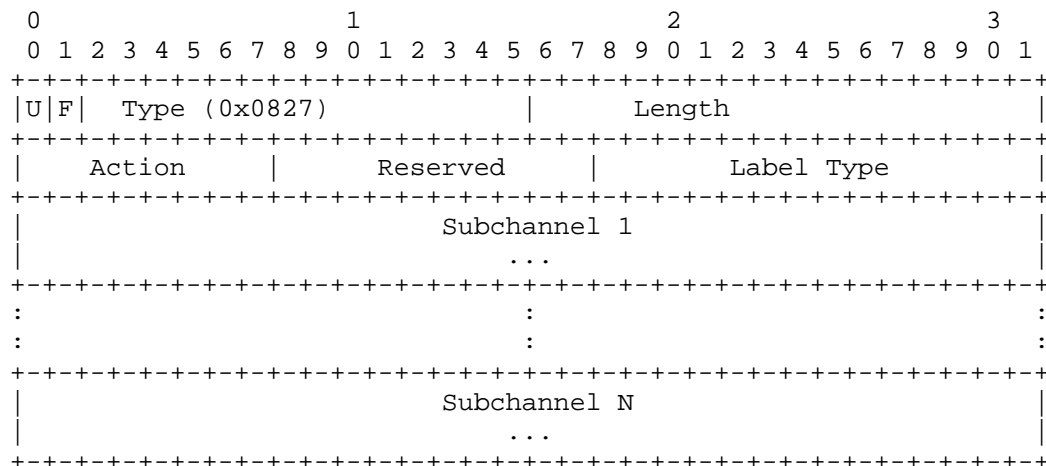 0                   1                   2                   3
 0 1 2 3 4 5 6 7 8 9 0 1 2 3 4 5 6 7 8 9 0 1 2 3 4 5 6 7 8 9 0 1
+-+-+-+-+-+-+-+-+-+-+-+-+-+-+-+-+-+-+-+-+-+-+-+-+-+-+-+-+-+-+-+-+
|U|F|  Type (0x0827)            |      Length                   |
+-+-+-+-+-+-+-+-+-+-+-+-+-+-+-+-+-+-+-+-+-+-+-+-+-+-+-+-+-+-+-+-+
|    Action     |      Reserved     |        Label Type         |
+-+-+-+-+-+-+-+-+-+-+-+-+-+-+-+-+-+-+-+-+-+-+-+-+-+-+-+-+-+-+-+-+
|                          Subchannel 1                         |
|                              ...                              |
+-+-+-+-+-+-+-+-+-+-+-+-+-+-+-+-+-+-+-+-+-+-+-+-+-+-+-+-+-+-+-+-+
:                               :                               :
:                               :                               :
+-+-+-+-+-+-+-+-+-+-+-+-+-+-+-+-+-+-+-+-+-+-+-+-+-+-+-+-+-+-+-+-+
|                          Subchannel N                         |
|                              ...                              |
+-+-+-+-+-+-+-+-+-+-+-+-+-+-+-+-+-+-+-+-+-+-+-+-+-+-+-+-+-+-+-+-+